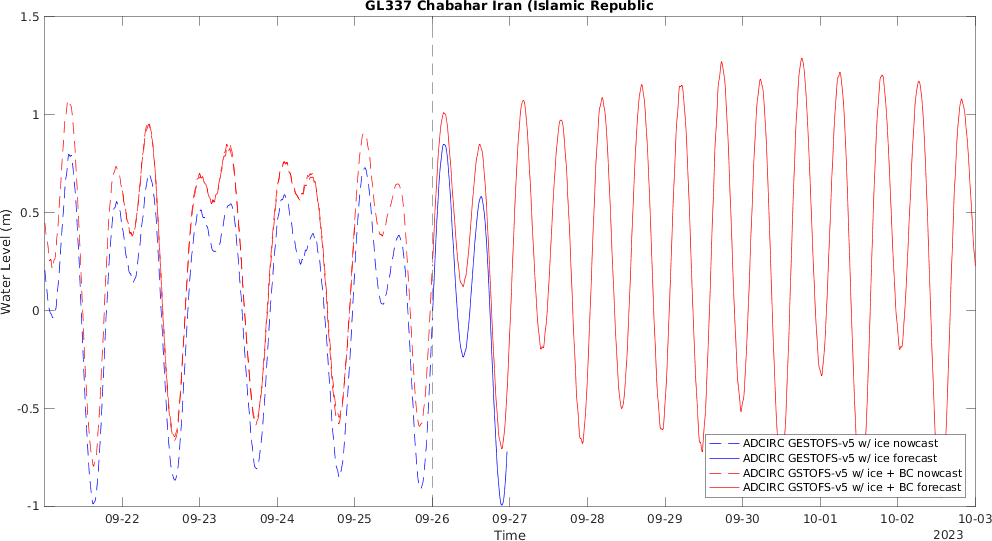 GL337 Chabahar Iran (Islamic Republic
1.5
1
0.5
0
-0.5
-1
Water Level (m)
09-22 09-23 09-24 09-25 09-26 09-27 09-28 09-29 09-30 10-01 10-02 10-03
Time
2023
ADCIRC GESTOFS-v5 w/ ice nowcast
ADCIRC GESTOFS-v5 w/ ice forecast
ADCIRC GSTOFS-v5 w/ ice + BC nowcast
ADCIRC GSTOFS-v5 w/ ice + BC forecast